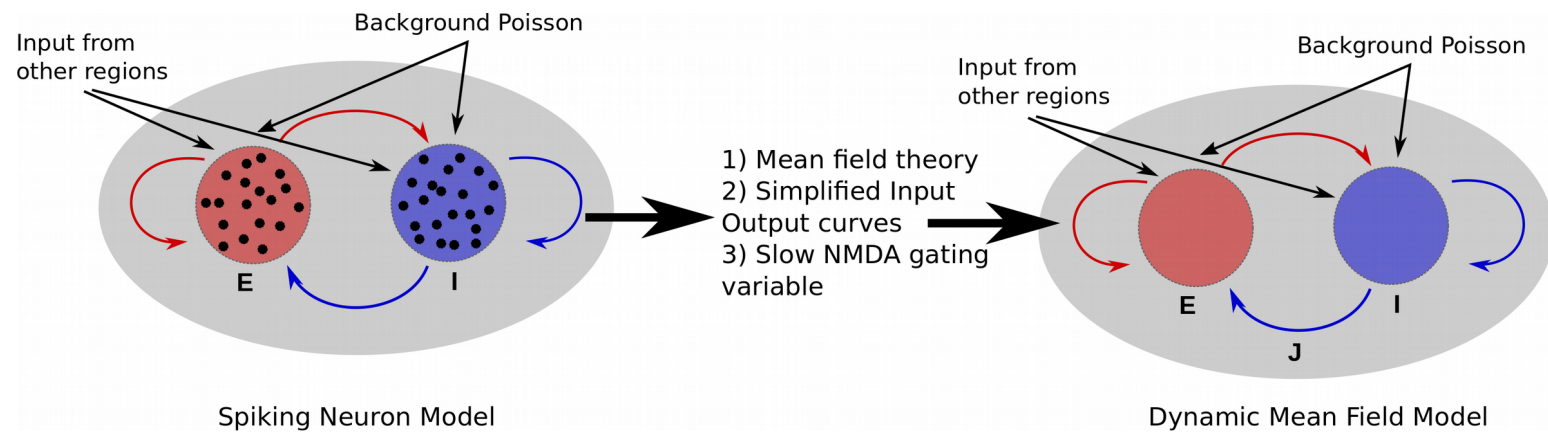 Background Poisson
Input from
other regions
E
I
Spiking Neuron Model
1) Mean field theory
2) Simplified Input
Output curves
3) Slow NMDA gating
variable
Background Poisson
Input from
other regions
E
I
J
Dynamic Mean Field Model